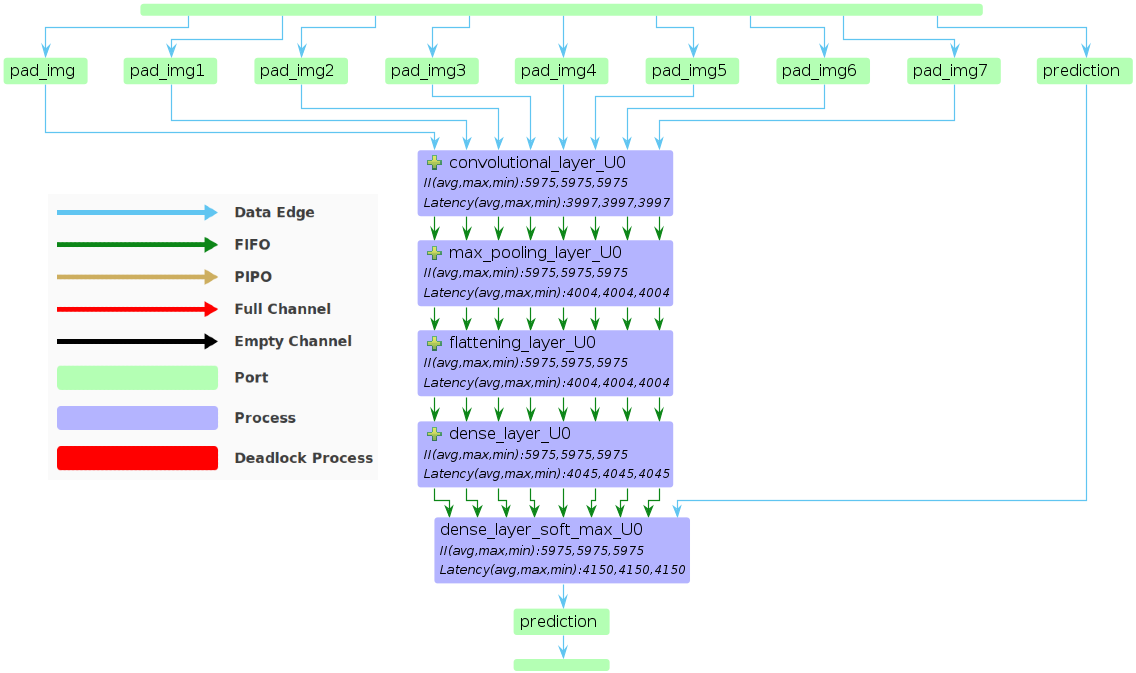 pad_img
pad_img1
pad_img2
pad_img3
pad_img4
pad_img5
pad_img6
pad_img7
prediction
convolutional_layer_U0
II(avg,max,min):5975,5975,5975
Latency(avg,max,min):3997,3997,3997
max_pooling_layer_U0
II(avg,max,min):5975,5975,5975
Latency(avg,max,min):4004,4004,4004
flattening_layer_U0
II(avg,max,min):5975,5975,5975
Latency(avg,max,min):4004,4004,4004
dense_layer_U0
II(avg,max,min):5975,5975,5975
Latency(avg,max,min):4045,4045,4045
dense_layer_soft_max_U0
II(avg,max,min):5975,5975,5975
Latency(avg,max,min):4150,4150,4150
prediction
Data Edge
FIFO
PIPO
Full Channel
Empty Channel
Port
Process
Deadlock Process